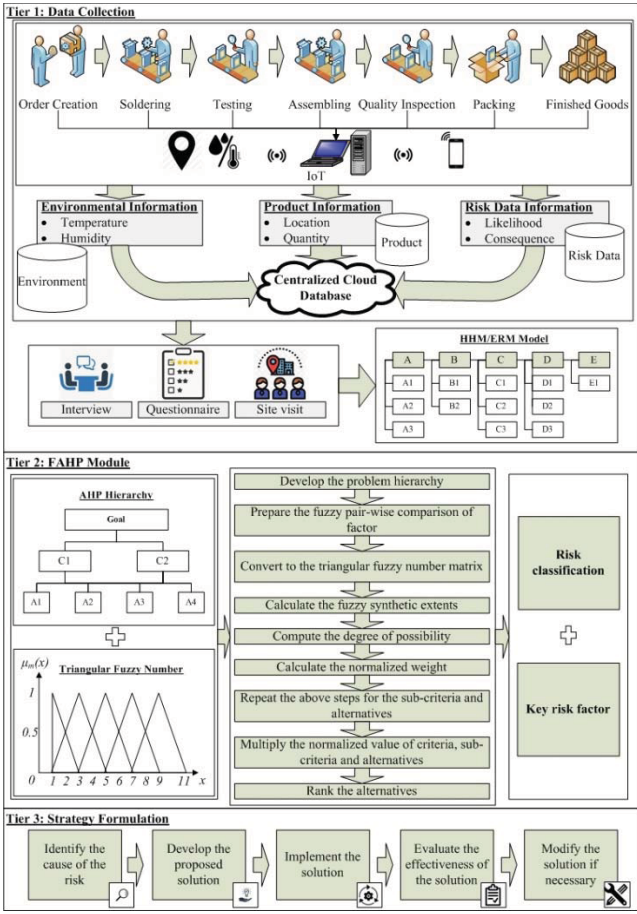 Tier 1: Data Collection
Order Creation
Soldering
Testing
Assembling
Quality Inspection
Packing
Finished Goods
IoT
Environmental Information
• Temperature
• Humidity
Environment
Product Information
• Location
• Quantity
Product
Risk Data Information
• Likelihood
• Consequence
Risk Data
Centralized Cloud
Database
Interview
Questionnaire
Site visit
HHM/ERM Model
A B C D E
A1 B1 C1 D1 E1
A2 B2 C2 D2
A3 C3 D3
Tier 2: FAHP Module
AHP Hierarchy
Goal
C1 C2
A1 A2 A3 A4
μm(x) Triangular Fuzzy Number
1
0.5
0 1 2 3 4 5 6 7 8 9 11 x
Develop the problem hierarchy
Prepare the fuzzy pair-wise comparison of
factor
Convert to the triangular fuzzy number matrix
Calculate the fuzzy synthetic extents
Compute the degree of possibility
Calculate the normalized weight
Repeat the above steps for the sub-criteria and
alternatives
Multiply the normalized value of criteria, sub-
criteria and alternatives
Rank the alternatives
Risk
classification
Key risk factor
Tier 3: Strategy Formulation
Identify the
cause of the
risk
Develop the
proposed
solution
Implement the
solution
Evaluate the
effectiveness of
the solution
Modify the
solution if
necessary